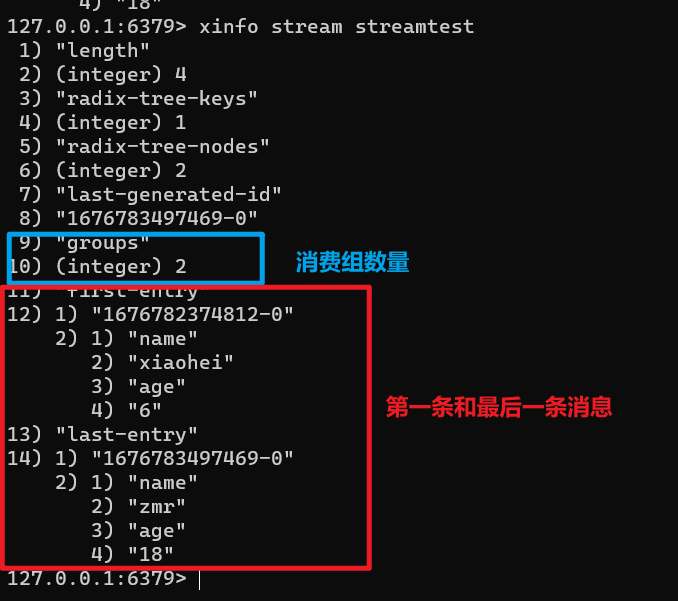 4) "18"
127.0.0.1:6379> xinfo stream streamtest
1) "length"
2) (integer) 4
3) "radix-tree-keys"
4) (integer) 1
5) "radix-tree-nodes"
6) (integer) 2
7) "last-generated-id"
8) "1676783497469-0"
9) "groups"
10) (integer) 2
消费组数量
11) "first-entry"
12) 1) "1676782374812-0"
2) 1) "name"
2) "xiaohei"
3) "age"
4) "6"
第一条和最后一条消息
13) "last-entry"
14) 1) "1676783497469-0"
2) 1) "name"
2) "zmr"
3) "age"
4) "18"
127.0.0.1:6379>